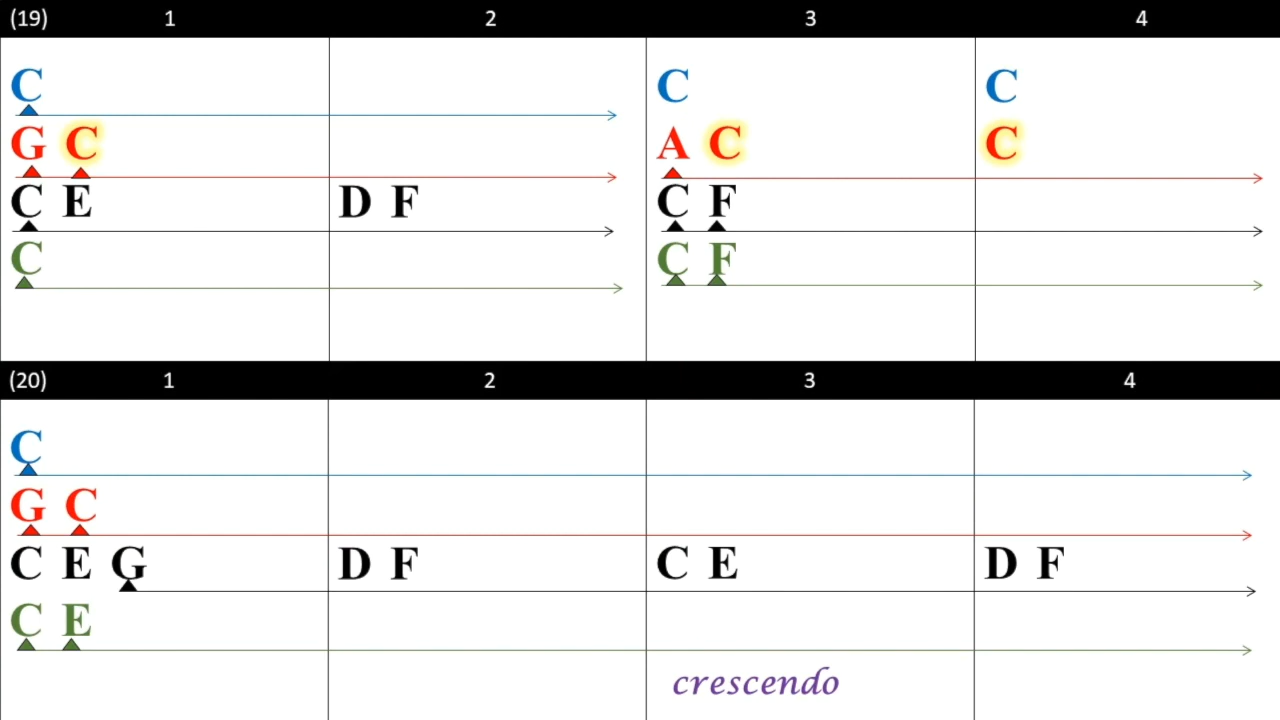 (19) 1 2 3 4
C C C
G C A C C
C E D F C F
C C F
(20) 1 2 3 4
C
G C
C E G D F C E D F
C E
crescendo